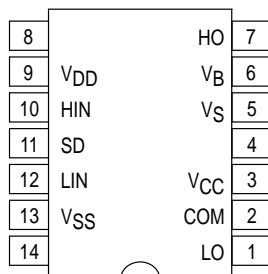 8 HO 7
9 VDD VB 6
10 HIN VS 5
11 SD 4
12 LIN VCC 3
13 VSS COM 2
14 LO 1